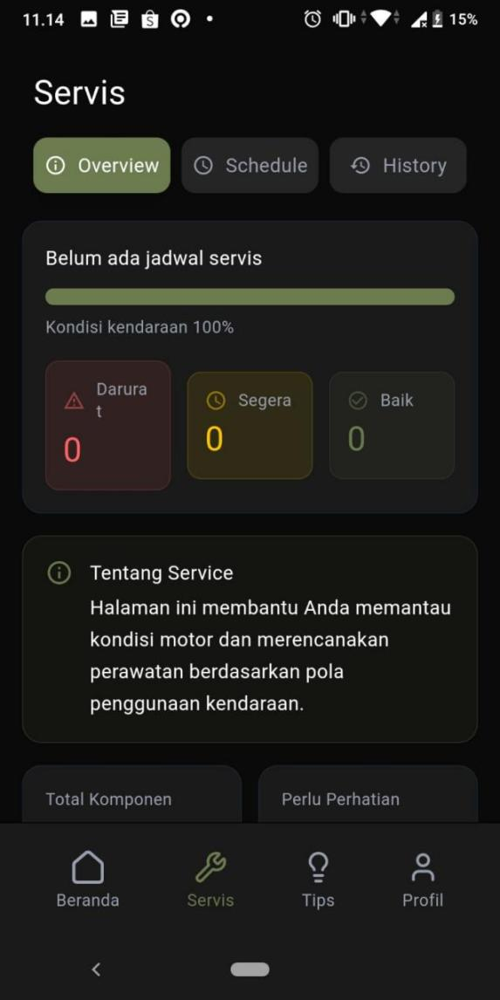 11.14
15%
Servis
Overview
Schedule
History
Belum ada jadwal servis
Kondisi kendaraan 100%
Darura
t
0
Segera
0
Baik
0
Tentang Service
Halaman ini membantu Anda memantau
kondisi motor dan merencanakan
perawatan berdasarkan pola
penggunaan kendaraan.
Total Komponen
Perlu Perhatian
Beranda
Servis
Tips
Profil